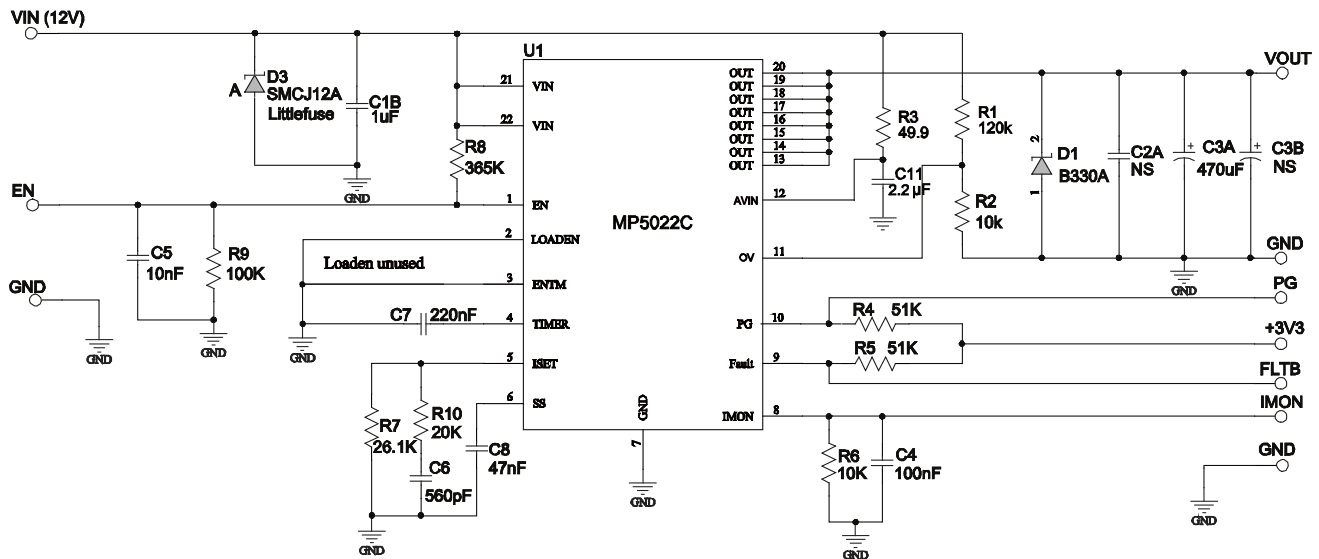 VIN (12V)
U1
A
D3
SMCJ12A
Littlefuse
C1B
1uF
21
VIN
22
VIN
R8
365K
EN
1
EN
C5
10nF
R9
100K
2
LOADEN
Loaden unused
3
ENTM
C7
220nF
4
TIMER
GND
GND
GND
GND
GND
5
ISET
6
SS
R7
26.1K
R10
20K
C6
560pF
C8
47nF
GND
MP5022C
GND
7
GND
OUT
20
OUT
19
OUT
18
OUT
17
OUT
16
OUT
15
OUT
14
OUT
13
AVIN
12
OV
11
PG
10
Fault
9
IMON
8
R3
49.9
C11
2.2 µF
GND
R1
120k
R2
10k
2
D1
B330A
1
C2A
NS
C3A
470uF
C3B
NS
+
+
VOUT
GND
GND
PG
R4
51K
R5
51K
+3V3
FLTB
IMON
R6
10K
C4
100nF
GND
GND
GND